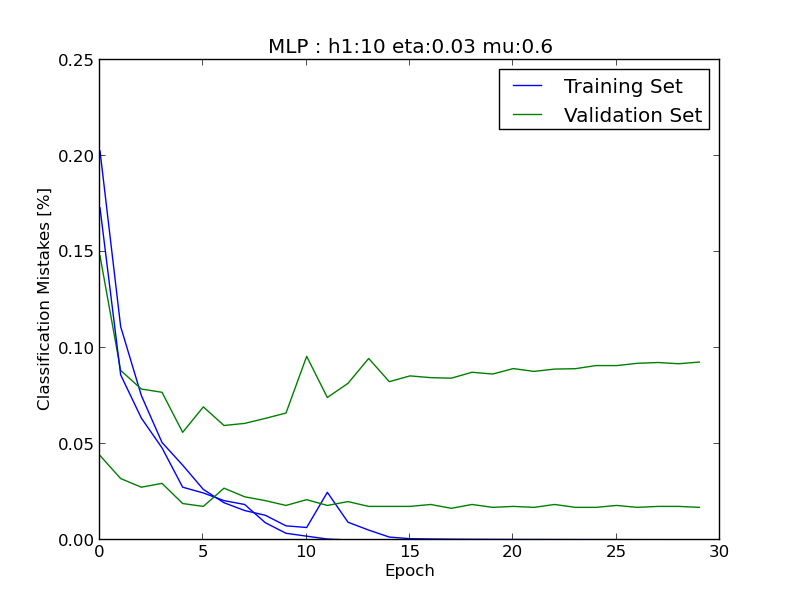 MLP : h1:10 eta:0.03 mu:0.6
Training Set
Validation Set
Classification Mistakes [%]
0.25
0.20
0.15
0.10
0.05
0.00
0 5 10 15 20 25 30
Epoch